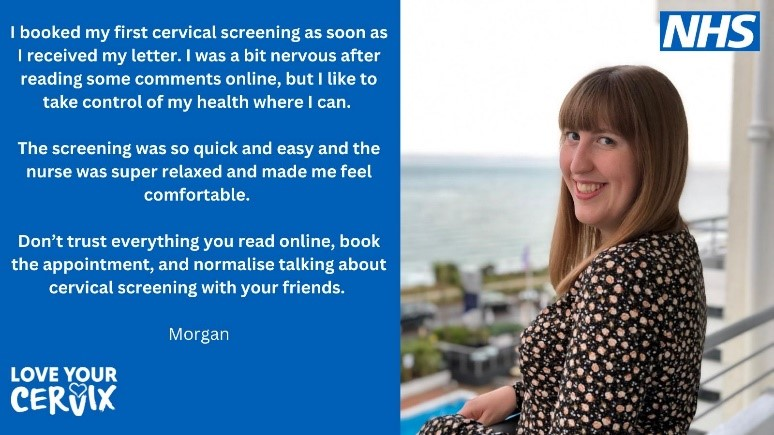 I booked my first cervical screening as soon as
I received my letter. I was a bit nervous after
reading some comments online, but I like to
take control of my health where I can.
The screening was so quick and easy and the
nurse was super relaxed and made me feel
comfortable.
Don’t trust everything you read online, book
the appointment, and normalise talking about
cervical screening with your friends.
Morgan
LOVE YOUR
CERVIX
NHS